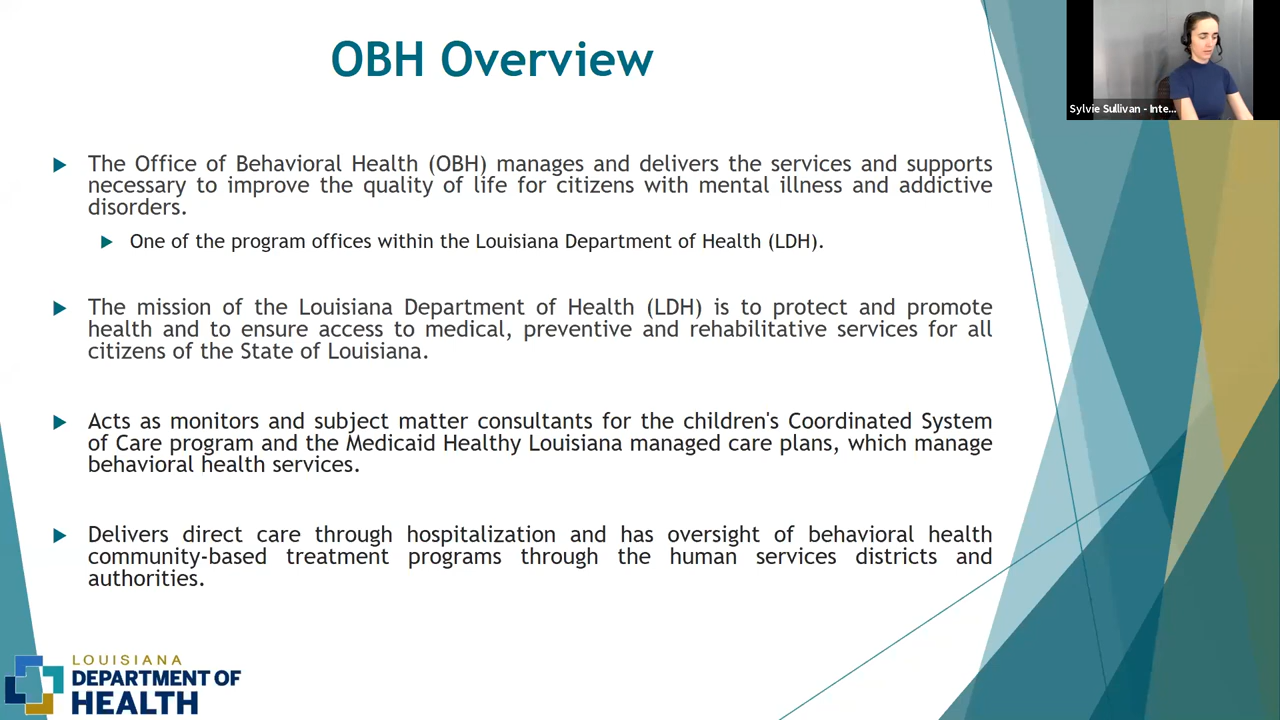 OBH Overview
Sylvie Sullivan - Inte...
The Office of Behavioral Health (OBH) manages and delivers the services and supports
necessary to improve the quality of life for citizens with mental illness and addictive
disorders.
One of the program offices within the Louisiana Department of Health (LDH).
The mission of the Louisiana Department of Health (LDH) is to protect and promote
health and to ensure access to medical, preventive and rehabilitative services for all
citizens of the State of Louisiana.
Acts as monitors and subject matter consultants for the children's Coordinated System
of Care program and the Medicaid Healthy Louisiana managed care plans, which manage
behavioral health services.
Delivers direct care through hospitalization and has oversight of behavioral health
community-based treatment programs through the human services districts and
authorities.
LOUISIANA
DEPARTMENT OF
HEALTH